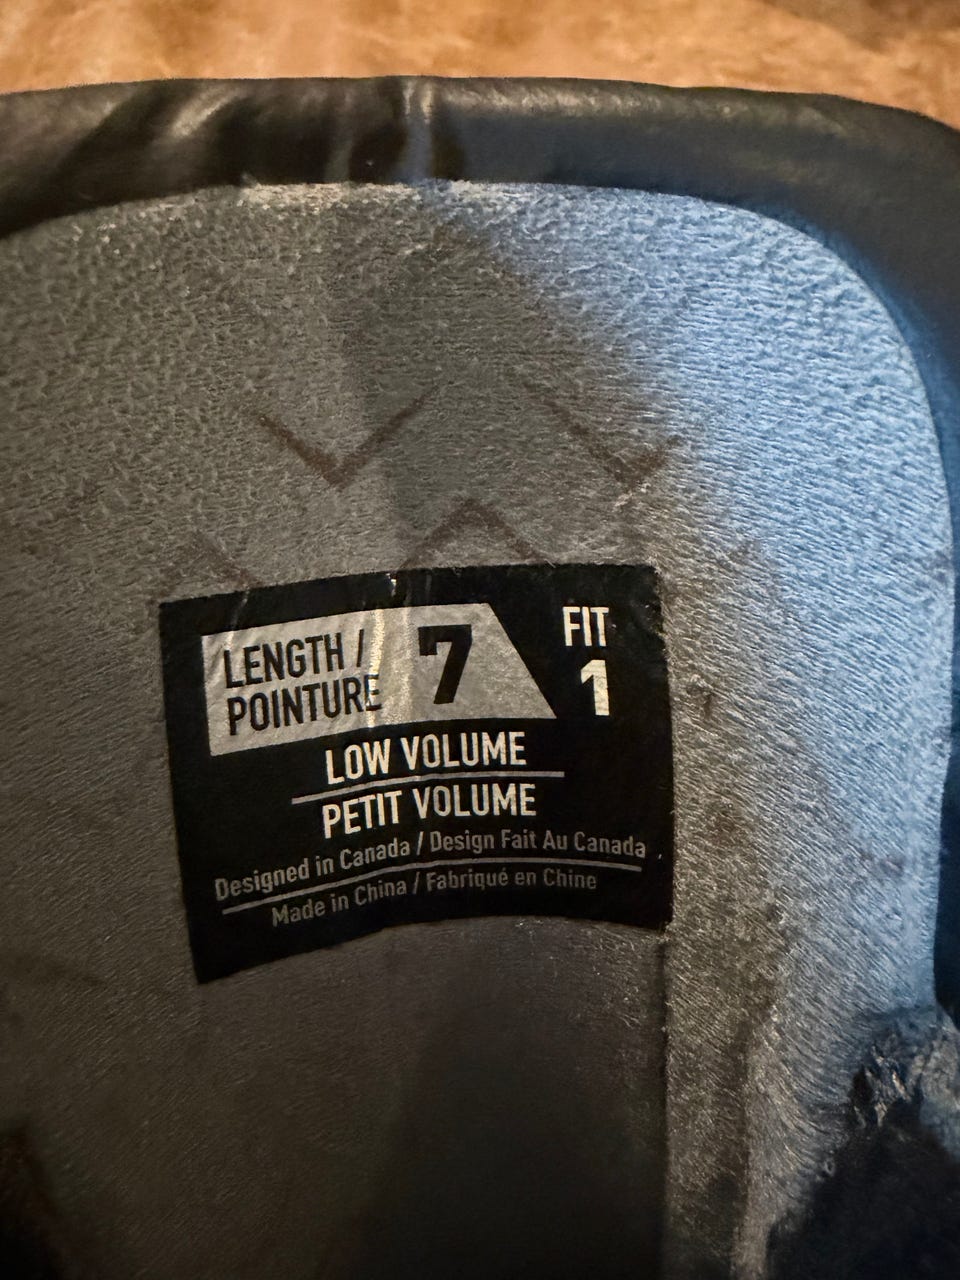 LENGTH / 7 FIT
POINTURE 1
LOW VOLUME
PETIT VOLUME
Designed in Canada / Design Fait Au Canada
Made in China / Fabriqué en Chine